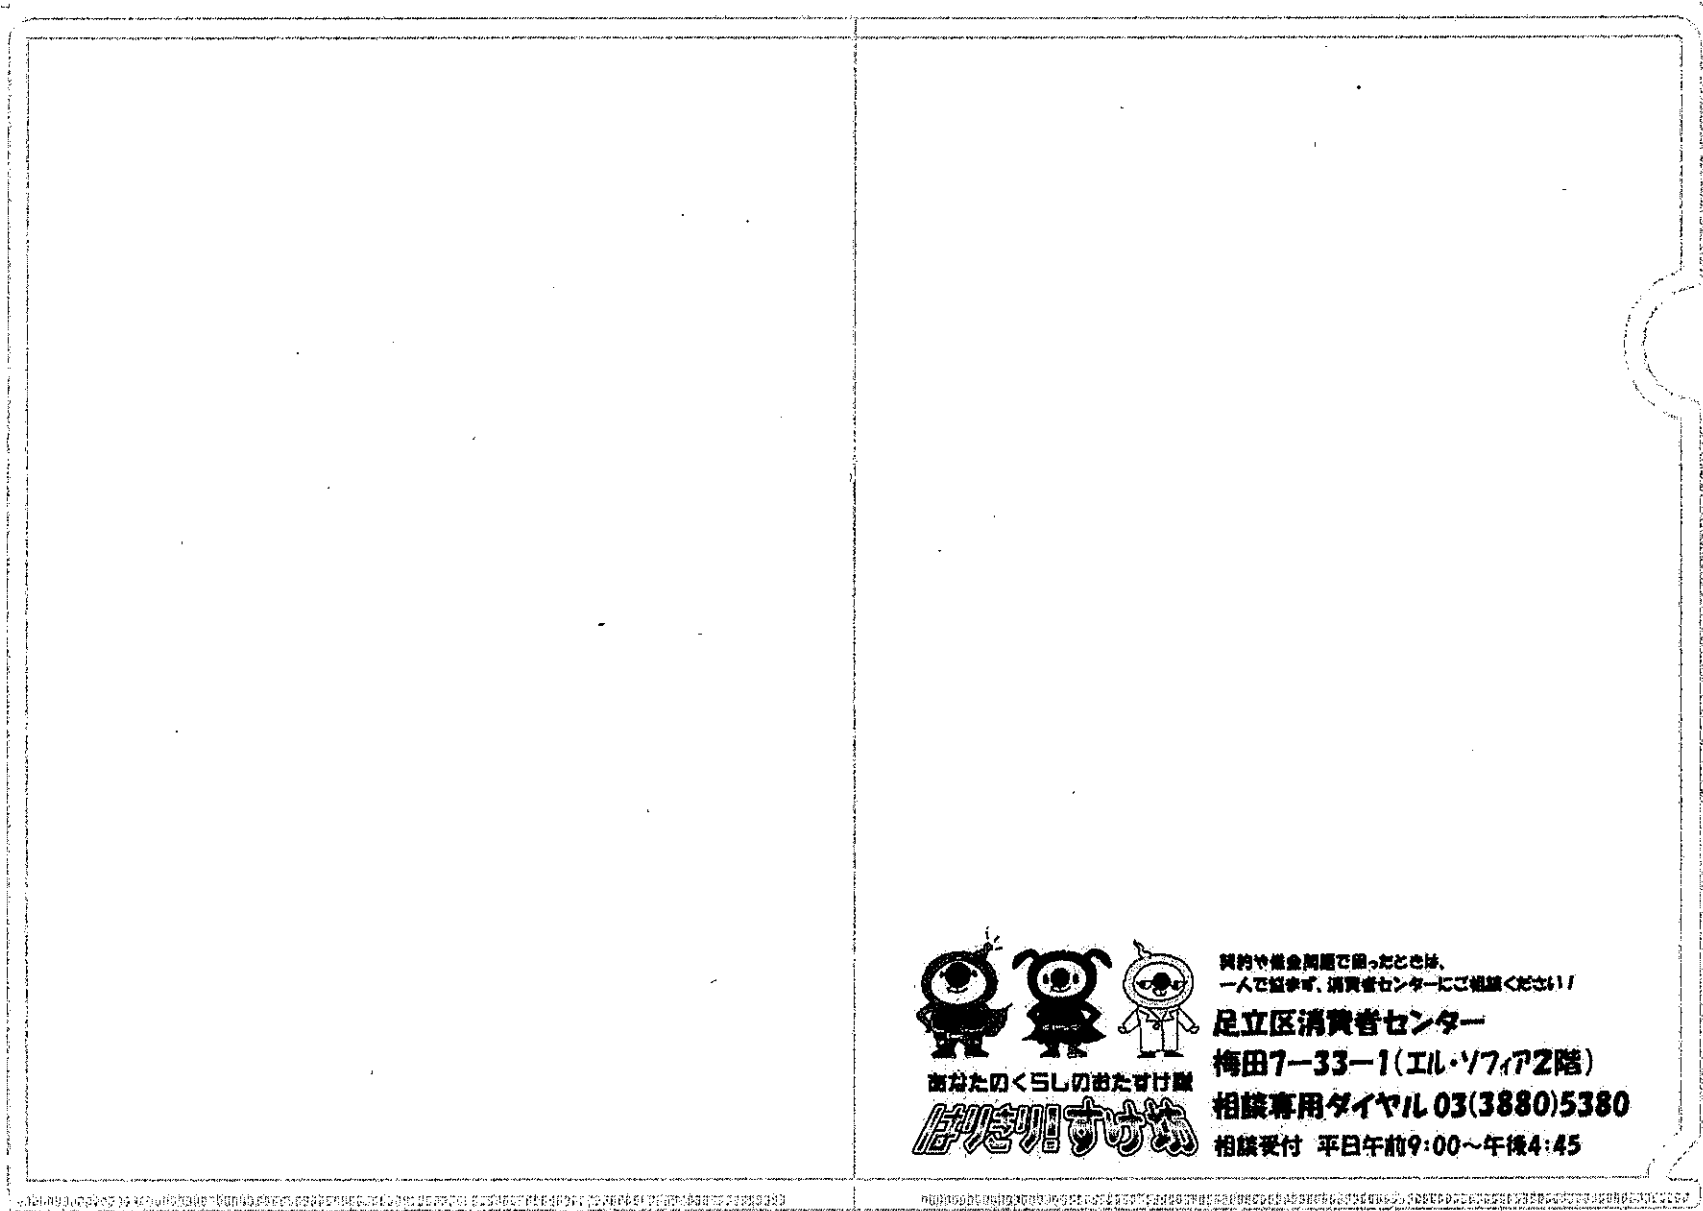 契約や借金問題で困ったときは、
一人で悩まず、消費者センターにご相談ください!
足立区消費者センター
梅田7ー33ー1(エル・ソフィア2階)
相談専用ダイヤル 03(3880)5380
相談受付 平日午前9:00～午後4:45
あなたのくらしのおたすけ隊
はりきり!すけ坊